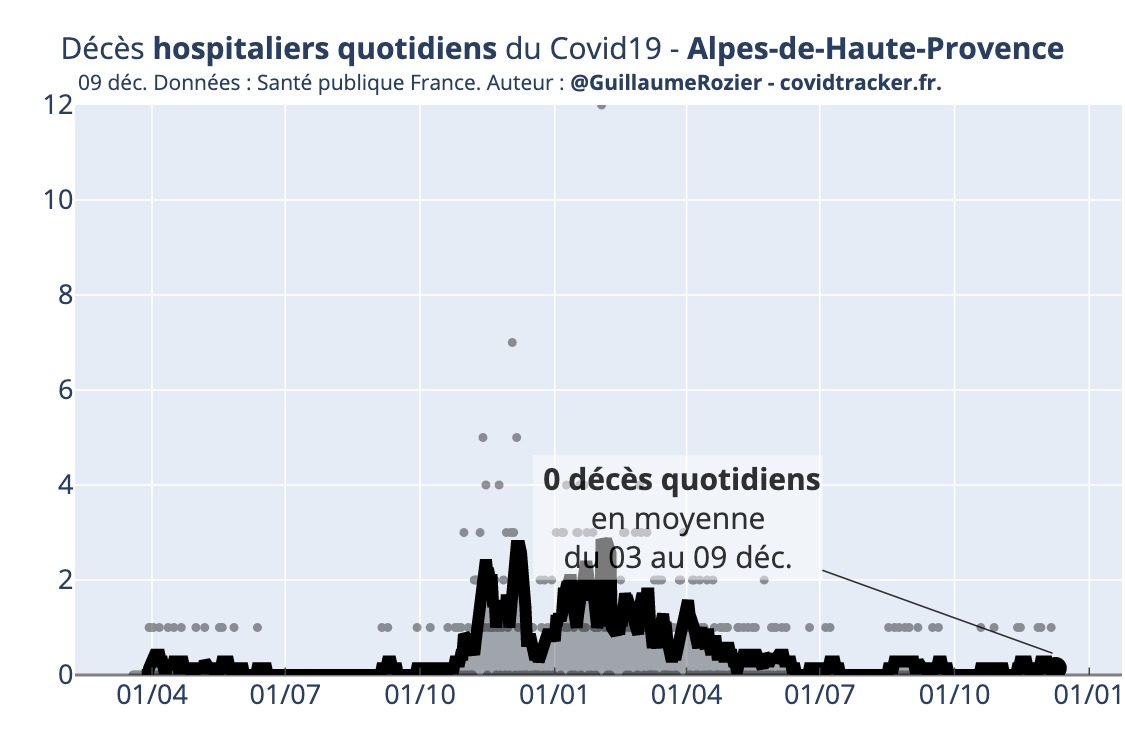 Décès hospitaliers quotidiens du Covid19 - Alpes-de-Haute-Provence
09 déc. Données : Santé publique France. Auteur : @GuillaumeRozier - covidtracker.fr.
12
10
8
6
4
2
0
0 décès quotidiens
en moyenne
du 03 au 09 déc.
01/04 01/07 01/10 01/01 01/04 01/07 01/10 01/01